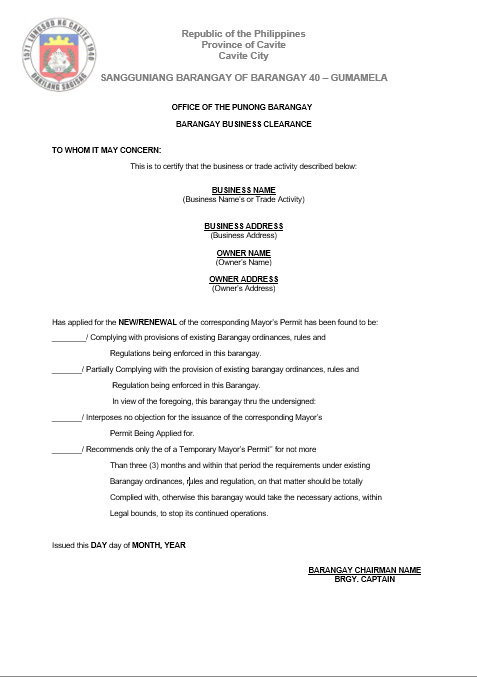 Republic of the Philippines
Province of Cavite
Cavite City
SANGGUNIANG BARANGAY OF BARANGAY 40 – GUMAMELA
1571 LUNGSOD NG CAVITE 1940
DAKILANG SAGISAG
OFFICE OF THE PUNONG BARANGAY
BARANGAY BUSINESS CLEARANCE
TO WHOM IT MAY CONCERN:
This is to certify that the business or trade activity described below:
BUSINESS NAME
(Business Name's or Trade Activity)
BUSINESS ADDRESS
(Business Address)
OWNER NAME
(Owner's Name)
OWNER ADDRESS
(Owner's Address)
Has applied for the NEW/RENEWAL of the corresponding Mayor's Permit has been found to be:
________/ Complying with provisions of existing Barangay ordinances, rules and
Regulations being enforced in this barangay.
_______/ Partially Complying with the provision of existing barangay ordinances, rules and
Regulation being enforced in this Barangay.
In view of the foregoing, this barangay thru the undersigned:
_______/ Interposes no objection for the issuance of the corresponding Mayor's
Permit Being Applied for.
_______/ Recommends only the of a Temporary Mayor's Permit" for not more
Than three (3) months and within that period the requirements under existing
Barangay ordinances, rules and regulation, on that matter should be totally
Complied with, otherwise this barangay would take the necessary actions, within
Legal bounds, to stop its continued operations.
Issued this DAY day of MONTH, YEAR
BARANGAY CHAIRMAN NAME
BRGY. CAPTAIN